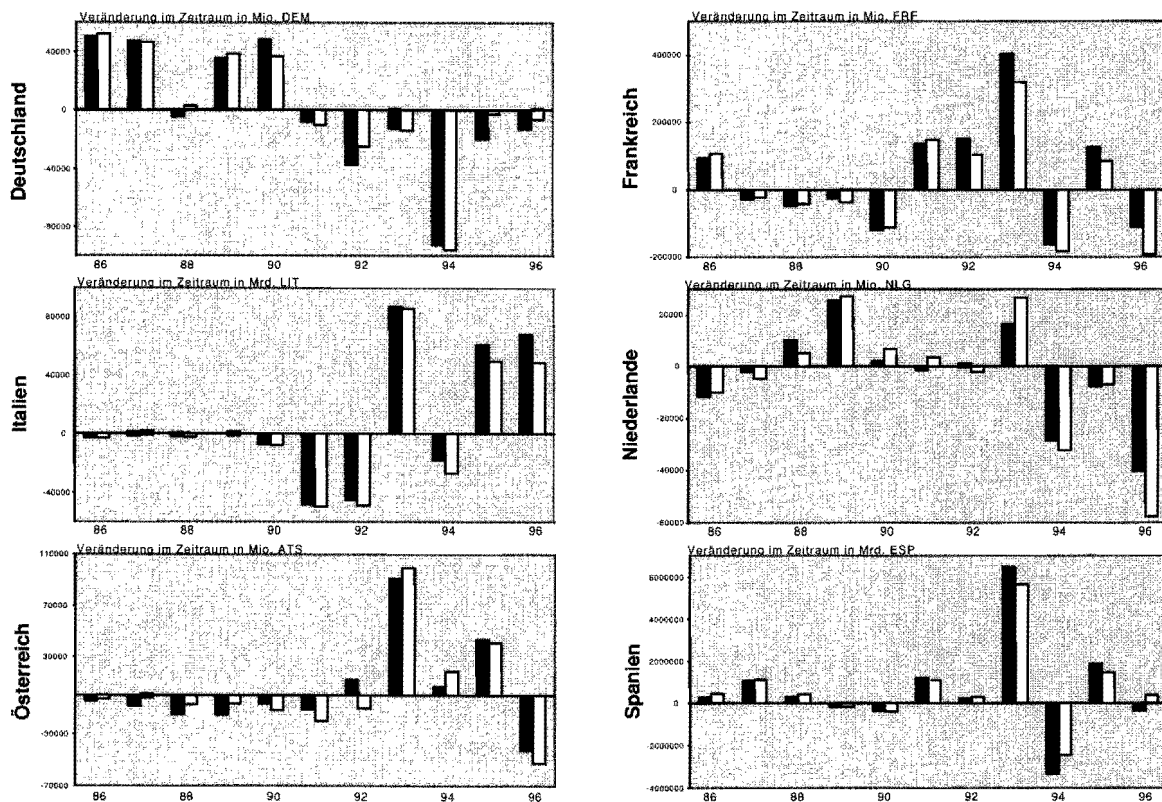 Veränderung im Zeitraum in Mio. DEM
Deutschland
40000
0
-40000
-80000
86 88 90 92 94 96
Veränderung im Zeitraum in Mio. FRF
Frankreich
400000
200000
0
-200000
86 88 90 92 94 96
Veränderung im Zeitraum in Mrd. LIT
Italien
80000
40000
0
-40000
86 88 90 92 94 96
Veränderung im Zeitraum in Mio. NLG
Niederlande
20000
0
-20000
-40000
-60000
86 88 90 92 94 96
Veränderung im Zeitraum in Mio. ATS
Österreich
110000
70000
30000
-70000
86 88 90 92 94 96
Veränderung im Zeitraum in Mrd. ESP
Spanien
6000000
4000000
2000000
0
-2000000
-4000000
86 88 90 92 94 96